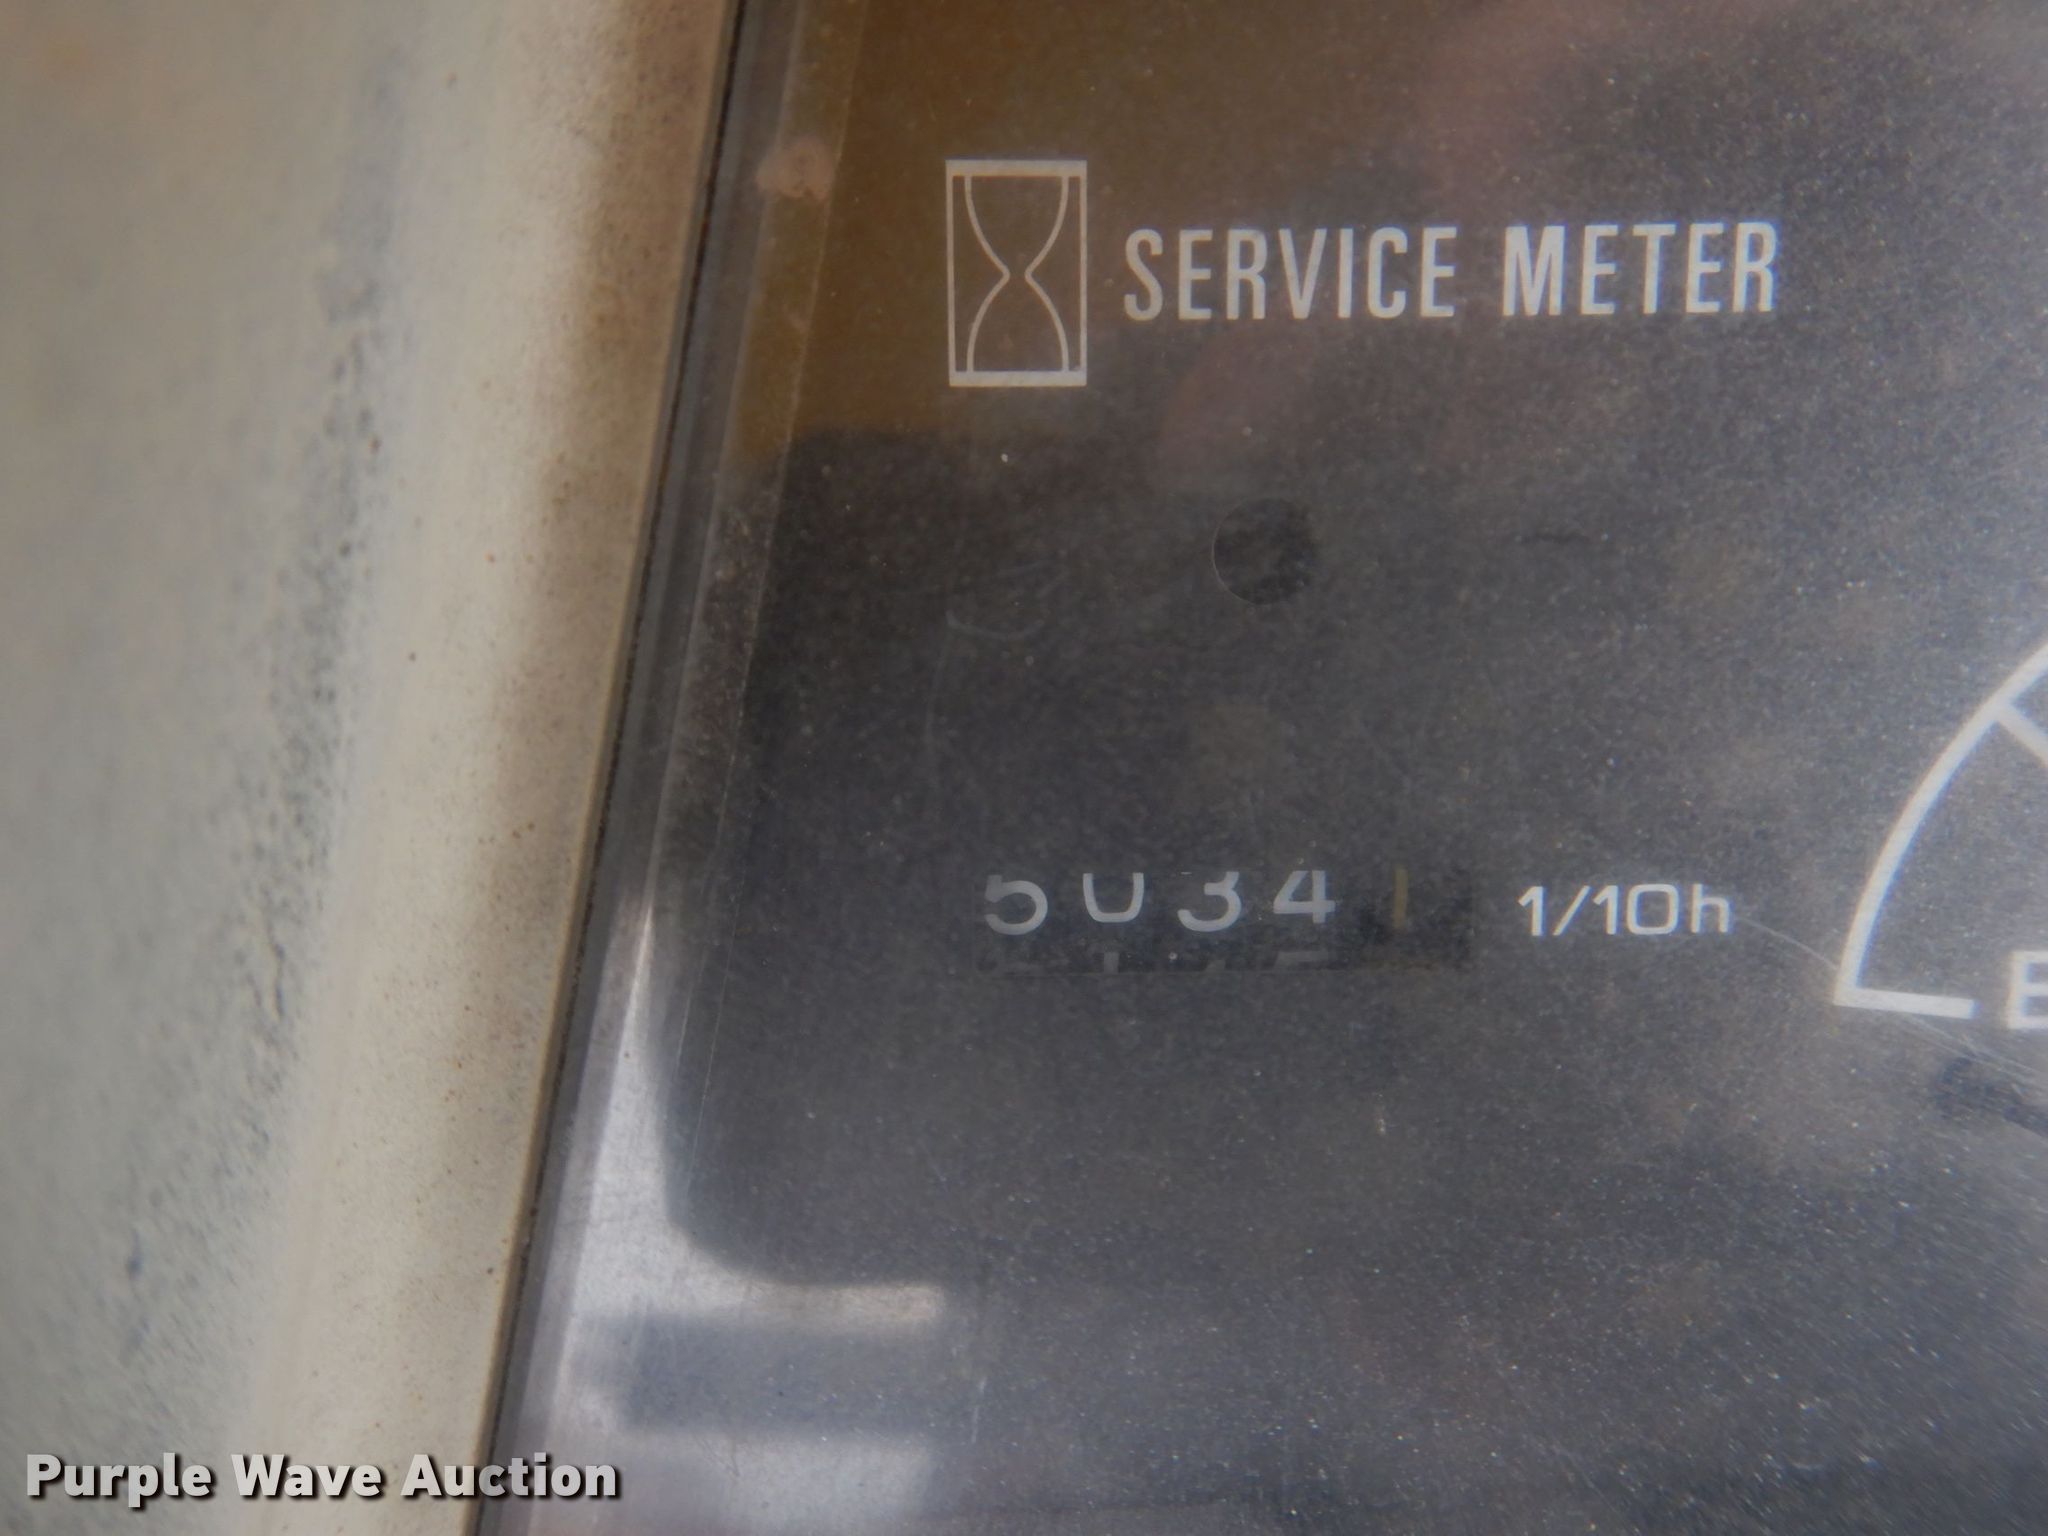 SERVICE METER
50341 1/10h
E
Purple Wave Auction